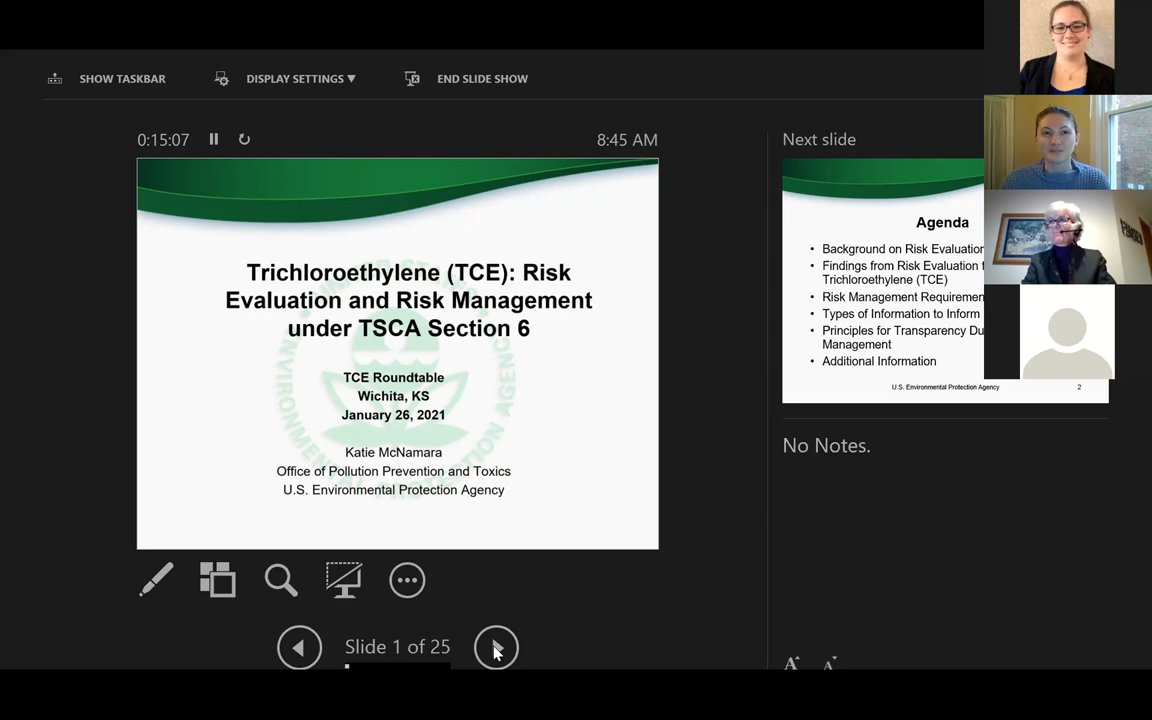 SHOW TASKBAR
DISPLAY SETTINGS ▼
END SLIDE SHOW
0:15:07
8:45 AM
Trichloroethylene (TCE): Risk
Evaluation and Risk Management
under TSCA Section 6
TCE Roundtable
Wichita, KS
January 26, 2021
Katie McNamara
Office of Pollution Prevention and Toxics
U.S. Environmental Protection Agency
Slide 1 of 25
Next slide
Agenda
• Background on Risk Evaluation
• Findings from Risk Evaluation
Trichloroethylene (TCE)
• Risk Management
• Types of Information to Inform
• Principles for Transparency
Management
• Additional Information
U.S. Environmental Protection Agency
2
No Notes.
A A